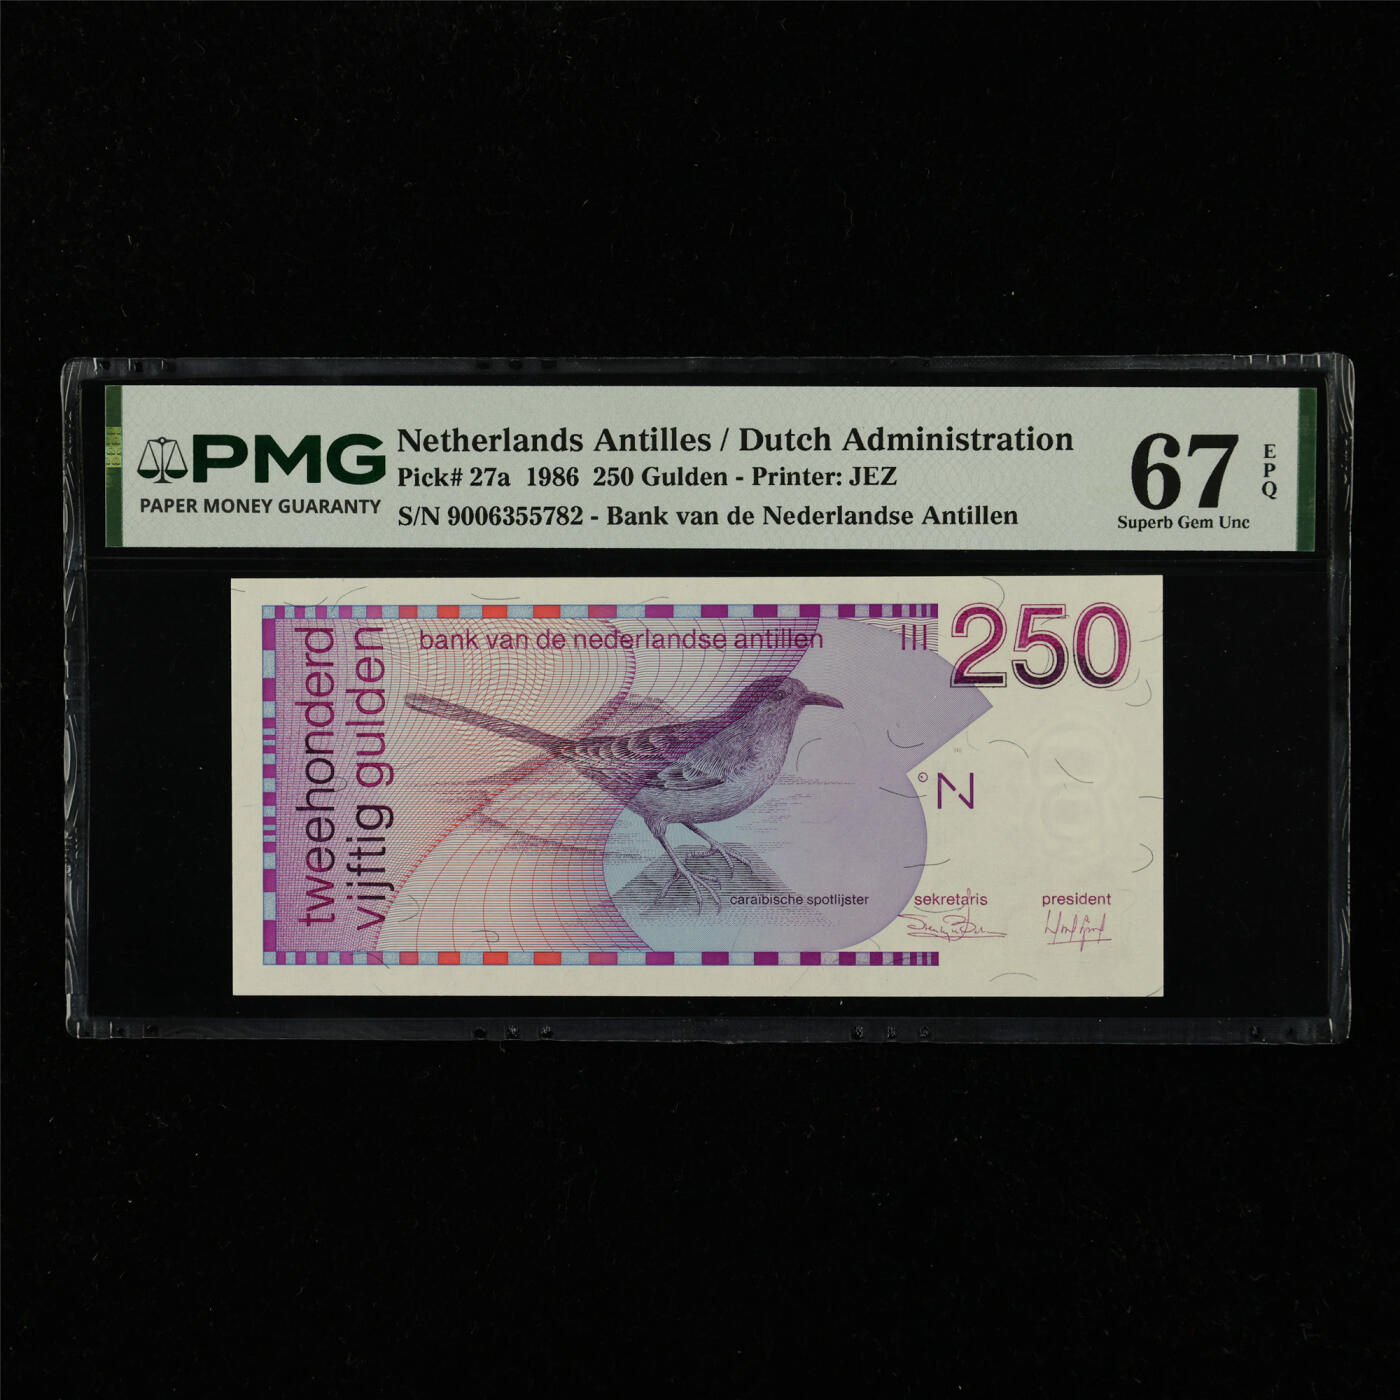 PMG
PAPER MONEY GUARANTY
Netherlands Antilles / Dutch Administration
Pick# 27a 1986 250 Gulden - Printer: JEZ
S/N 9006355782 - Bank van de Nederlandse Antillen
67
EPQ
Superb Gem Unc
tweehonderd
vijftig gulden
bank van de nederlandse antillen
250
N
caraïbische spotlijster
sekretaris
president